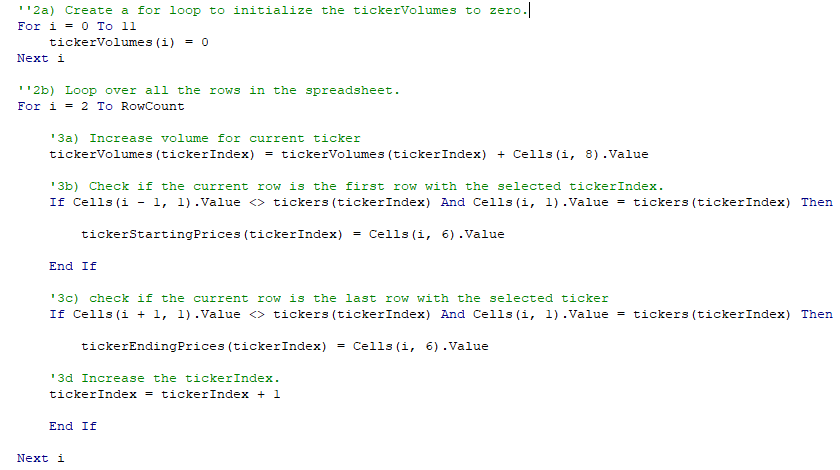 ''2a) Create a for loop to initialize the tickerVolumes to zero.
For i = 0 To 11
tickerVolumes(i) = 0
Next i
''2b) Loop over all the rows in the spreadsheet.
For i = 2 To RowCount
'3a) Increase volume for current ticker
tickerVolumes(tickerIndex) = tickerVolumes(tickerIndex) + Cells(i, 8).Value
'3b) Check if the current row is the first row with the selected tickerIndex.
If Cells(i - 1, 1).Value <> tickers(tickerIndex) And Cells(i, 1).Value = tickers(tickerIndex) Then
tickerStartingPrices(tickerIndex) = Cells(i, 6).Value
End If
'3c) check if the current row is the last row with the selected ticker
If Cells(i + 1, 1).Value <> tickers(tickerIndex) And Cells(i, 1).Value = tickers(tickerIndex) Then
tickerEndingPrices(tickerIndex) = Cells(i, 6).Value
'3d Increase the tickerIndex.
tickerIndex = tickerIndex + 1
End If
Next i